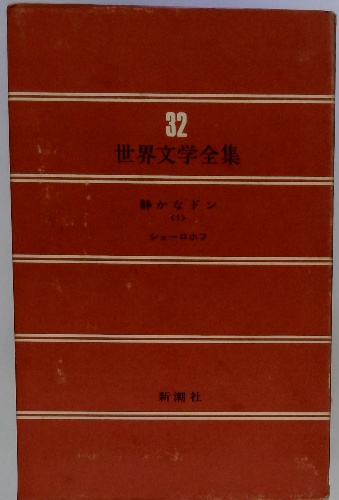 32
世界文学全集
静かなドン
〈1〉
ショーロホフ
新潮社